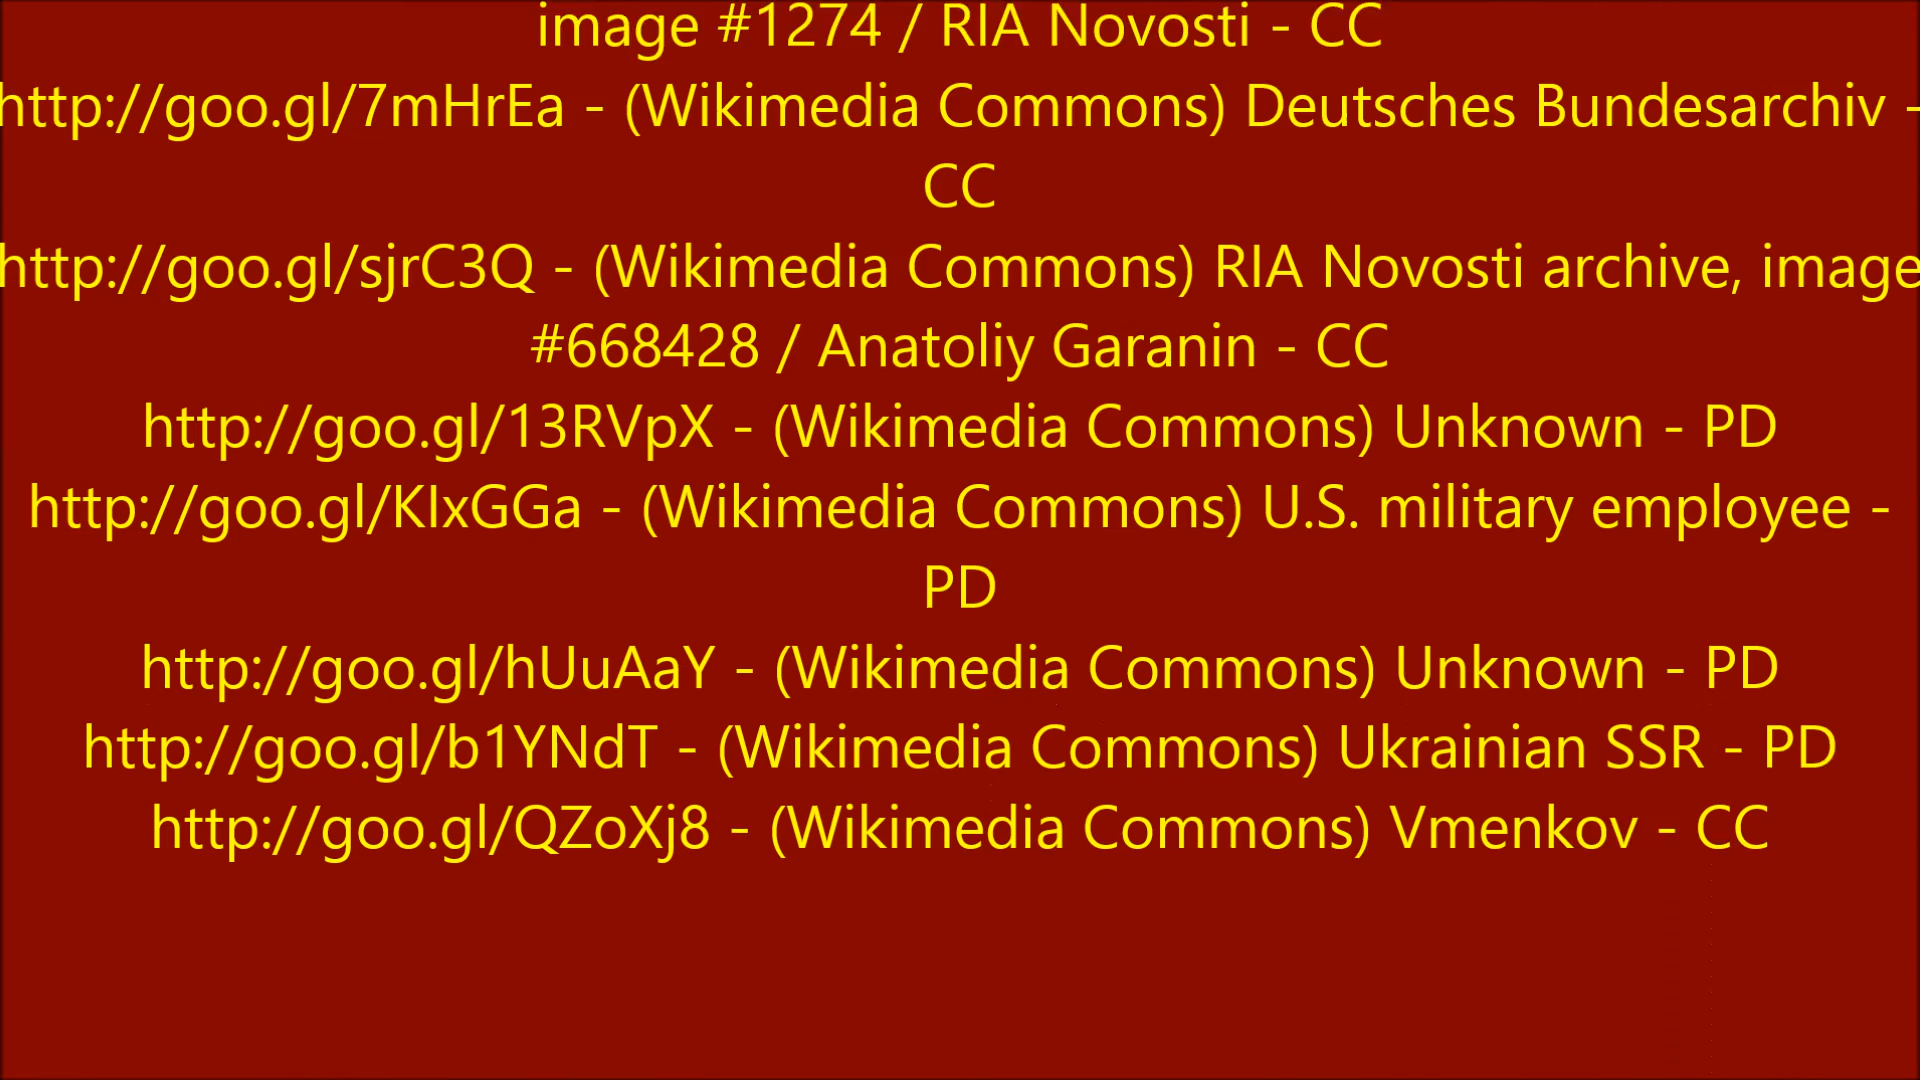 image #1274 / RIA Novosti - CC
http://goo.gl/7mHrEa - (Wikimedia Commons) Deutsches Bundesarchiv -
CC
http://goo.gl/sjrC3Q - (Wikimedia Commons) RIA Novosti archive, image
#668428 / Anatoliy Garanin - CC
http://goo.gl/13RVpX - (Wikimedia Commons) Unknown - PD
http://goo.gl/KIxGGa - (Wikimedia Commons) U.S. military employee -
PD
http://goo.gl/hUuAaY - (Wikimedia Commons) Unknown - PD
http://goo.gl/b1YNdT - (Wikimedia Commons) Ukrainian SSR - PD
http://goo.gl/QZoXj8 - (Wikimedia Commons) Vmenkov - CC